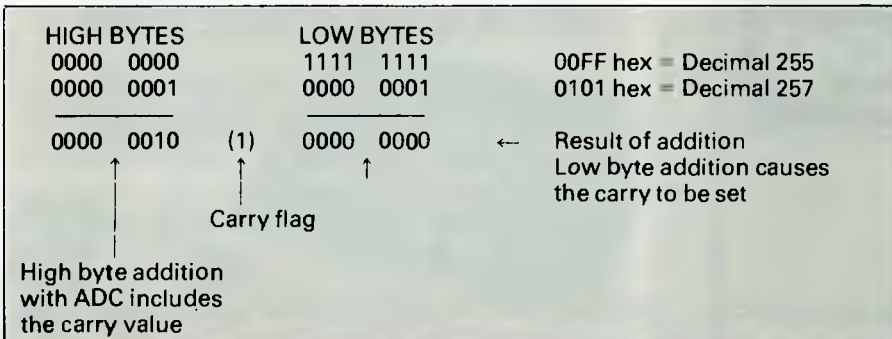 HIGH BYTES LOW BYTES
0000 0000 1111 1111 00FF hex = Decimal 255
0000 0001 0000 0001 0101 hex = Decimal 257
0000 0010 (1) 0000 0000 ← Result of addition
Low byte addition causes
the carry to be set
Carry flag
High byte addition
with ADC includes
the carry value